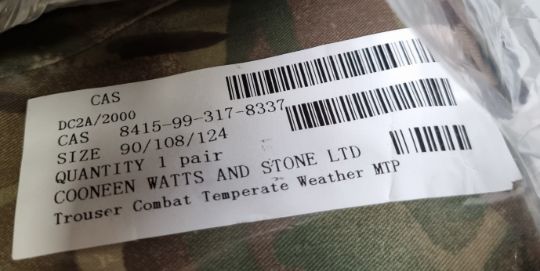 CAS
DC2A/2000
CAS 8415-99-317-8337
SIZE 90/108/124
QUANTITY 1 pair
COONEEN WATTS AND STONE LTD
Trouser Combat Temperate Weather MTP